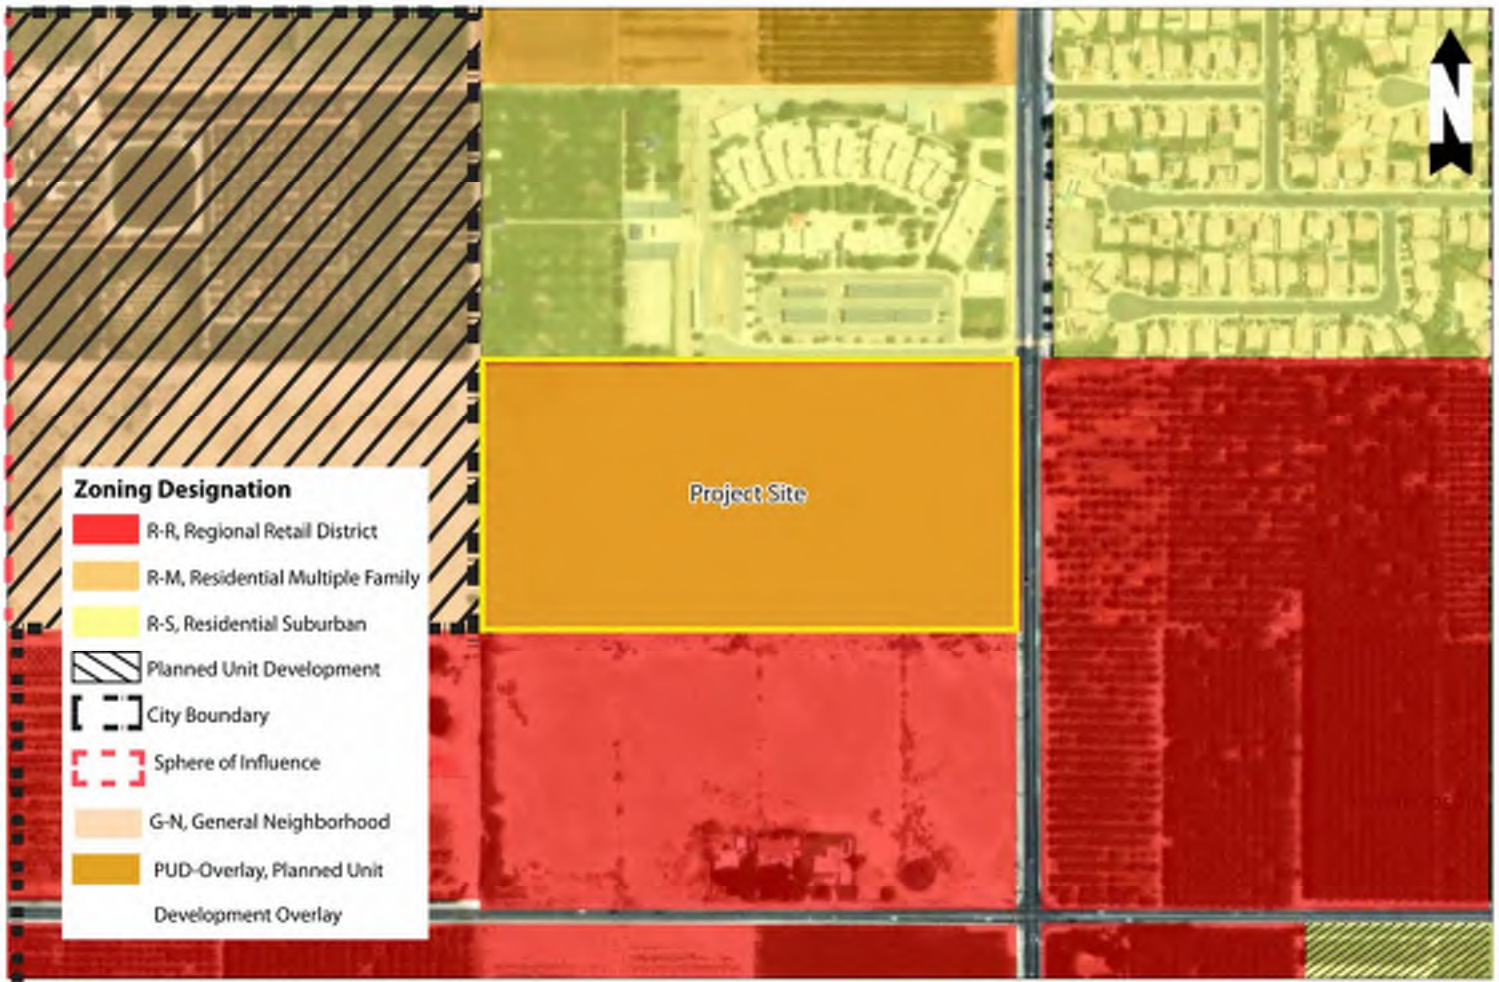 N
Project Site
Zoning Designation
R-R, Regional Retail District
R-M, Residential Multiple Family
R-S, Residential Suburban
Planned Unit Development
City Boundary
Sphere of Influence
G-N, General Neighborhood
PUD-Overlay, Planned Unit
Development Overlay